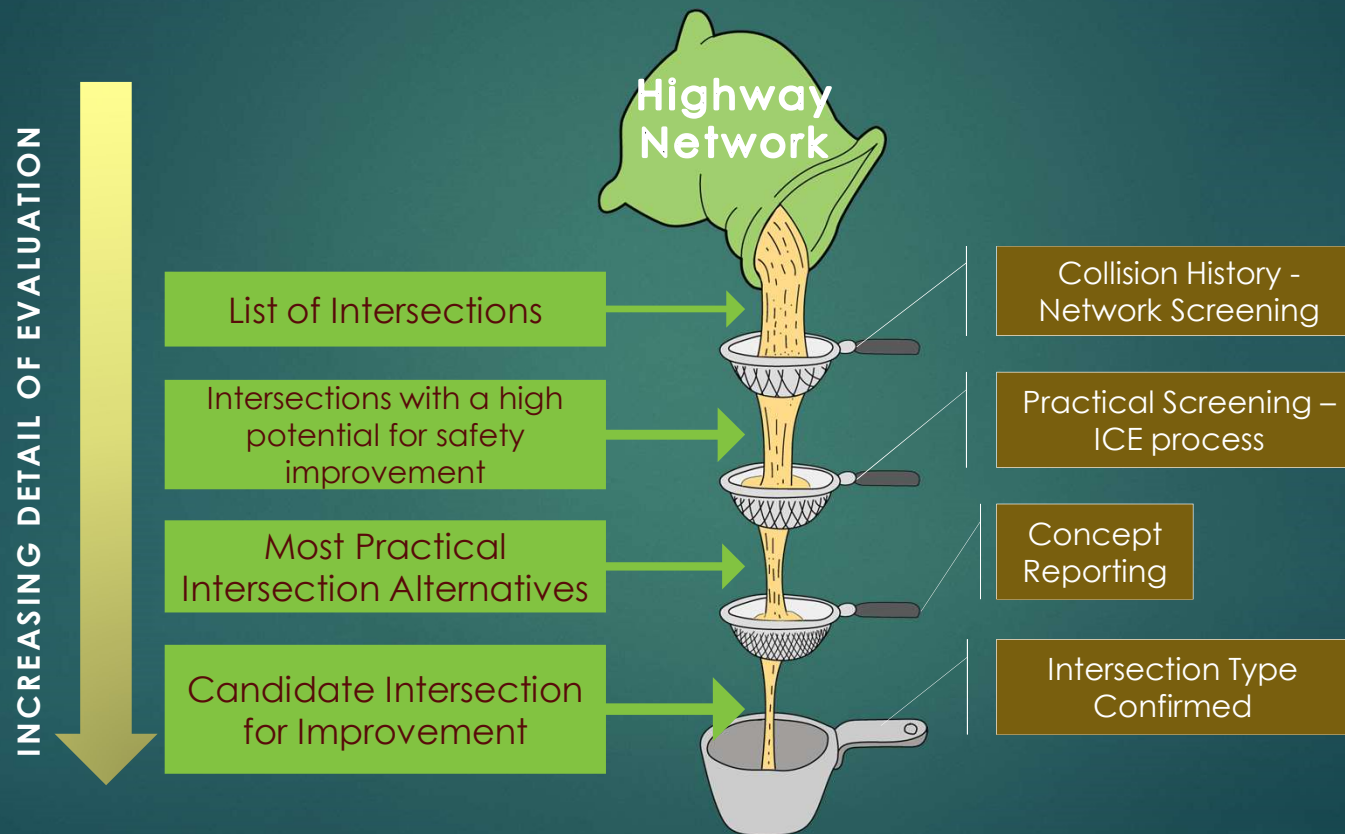 Highway
Network
INCREASING DETAIL OF EVALUATION
List of Intersections
Collision History -
Network Screening
Intersections with a high
potential for safety
improvement
Practical Screening –
ICE process
Most Practical
Intersection Alternatives
Concept
Reporting
Candidate Intersection
for Improvement
Intersection Type
Confirmed